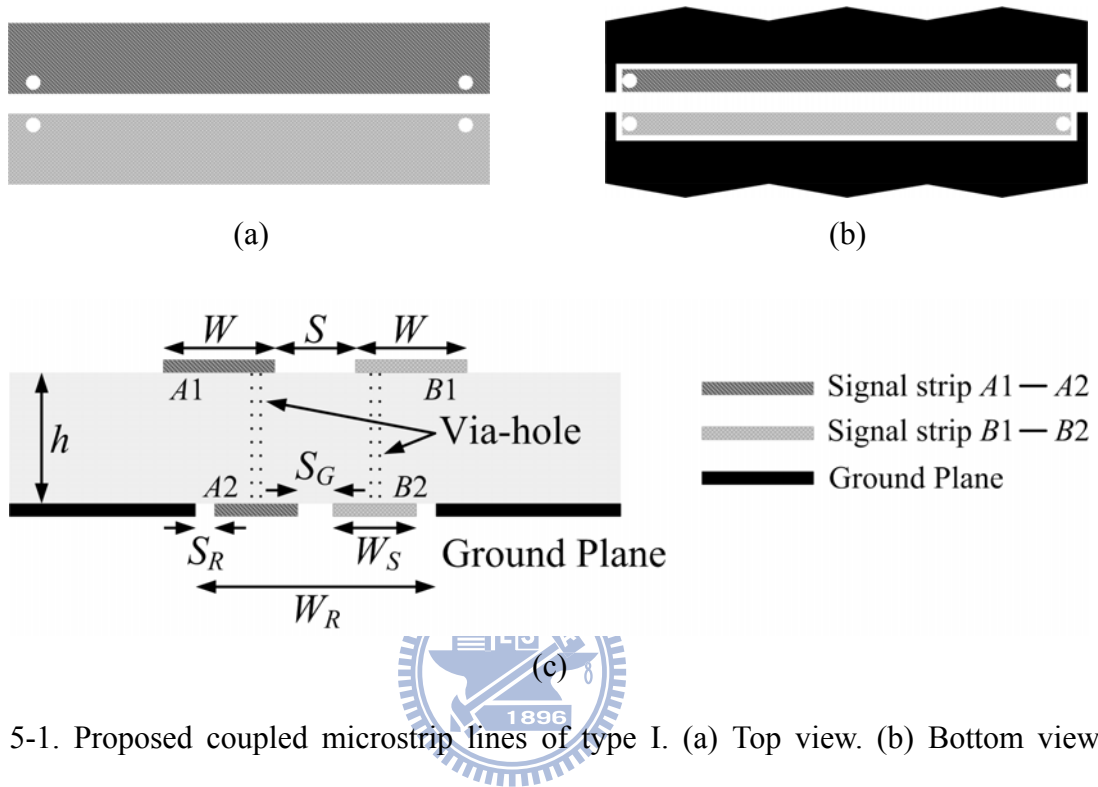 (a)
(b)
W S W
A1 B1
h
Via-hole
S_G
A2 B2
S_R
W_S
Ground Plane
W_R
Signal strip A1 — A2
Signal strip B1 — B2
Ground Plane
(c)
1896
5-1. Proposed coupled microstrip lines of type I. (a) Top view. (b) Bottom view